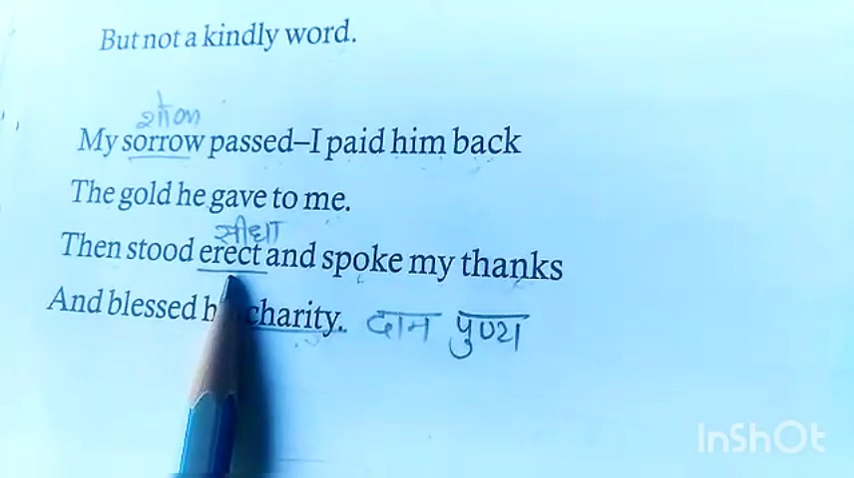 But not a kindly word.
शोक
My sorrow passed–I paid him back
The gold he gave to me.
सीधा
Then stood erect and spoke my thanks
And blessed charity. दान पुण्य
InShOt